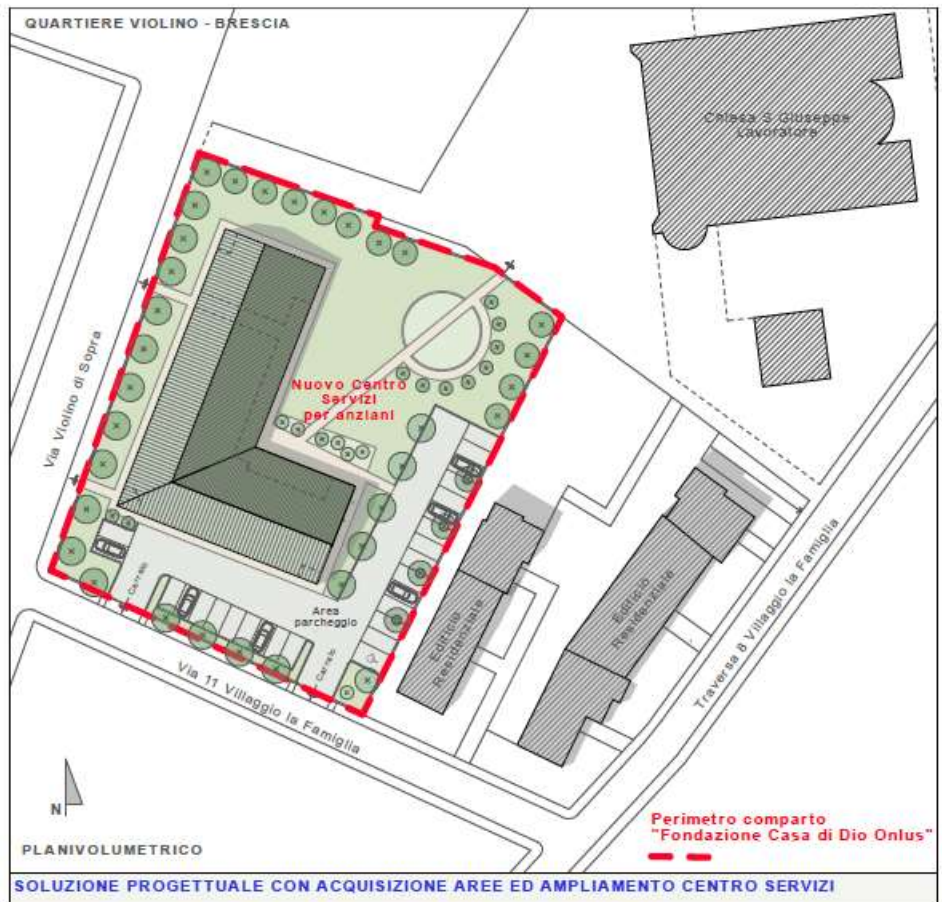 QUARTIERE VIOLINO - BRESCIA
Chiesa S Giuseppe
Lavoratore
Via Violino di Sopra
Nuovo Centro
Servizi
per anziani
Carraio
Area
parcheggio
Carraio
Edificio
Residenziale
Edificio
Residenziale
Via 11 Villaggio la Famiglia
Traversa 8 Villaggio la Famiglia
N
Perimetro comparto
"Fondazione Casa di Dio Onlus"
PLANIVOLUMETRICO
SOLUZIONE PROGETTUALE CON ACQUISIZIONE AREE ED AMPLIAMENTO CENTRO SERVIZI